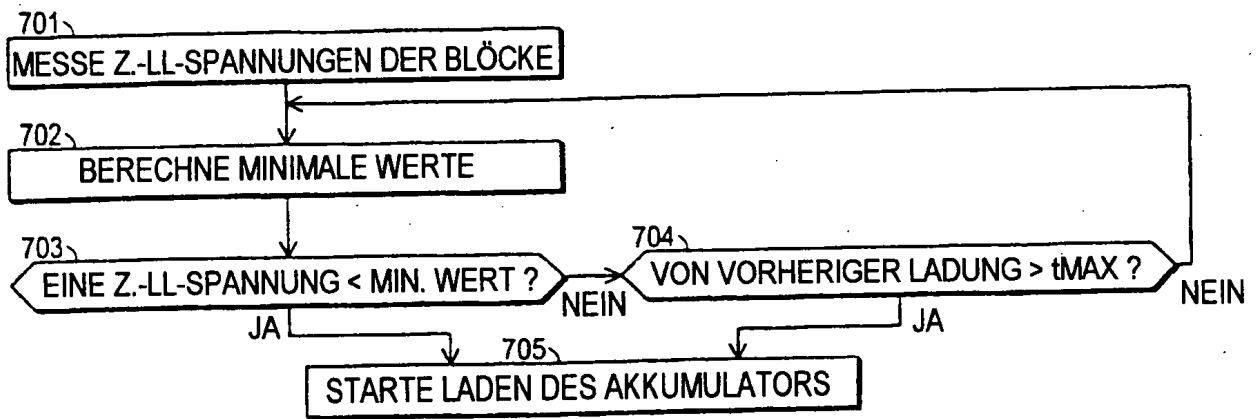 701
MESSE Z.-LL-SPANNUNGEN DER BLÖCKE
702
BERECHNE MINIMALE WERTE
703
EINE Z.-LL-SPANNUNG < MIN. WERT ?
NEIN
704
VON VORHERIGER LADUNG > tMAX ?
NEIN
JA
JA
705
STARTE LADEN DES AKKUMULATORS